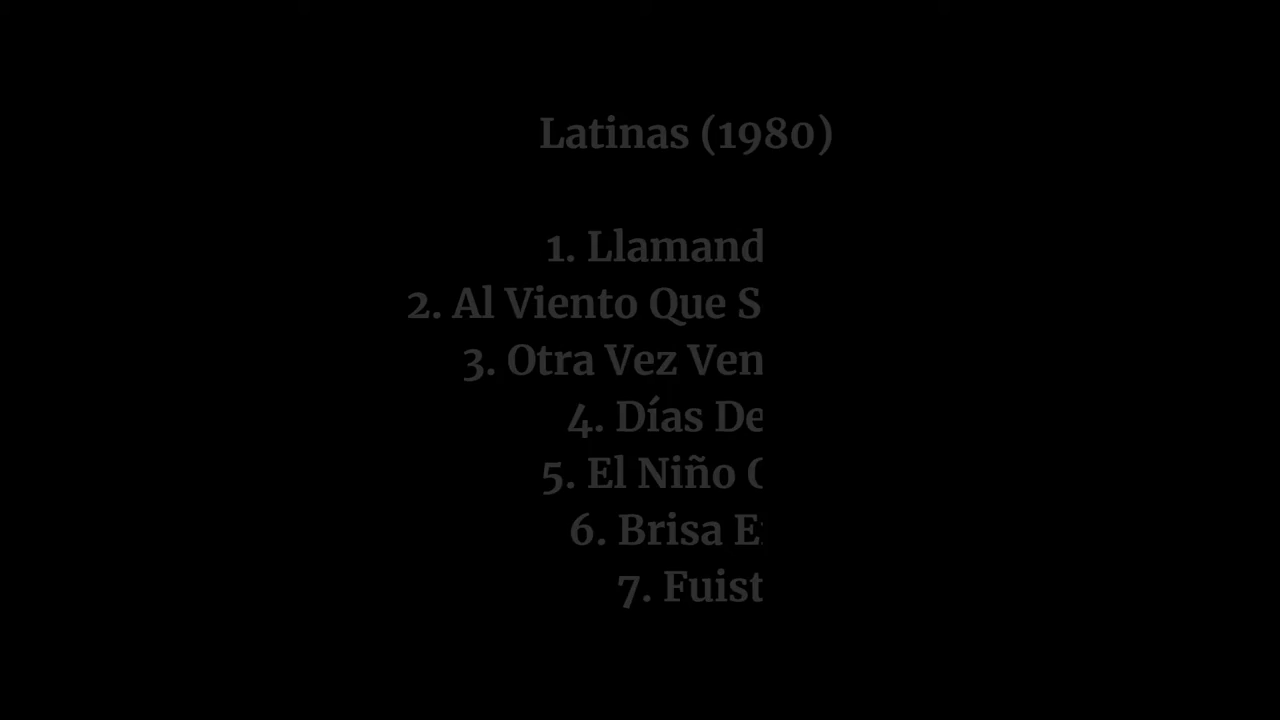 Latinas (1980)
1. Llamand
2. Al Viento Que S
3. Otra Vez Ven
4. Días De
5. El Niño
6. Brisa
7. Fuist